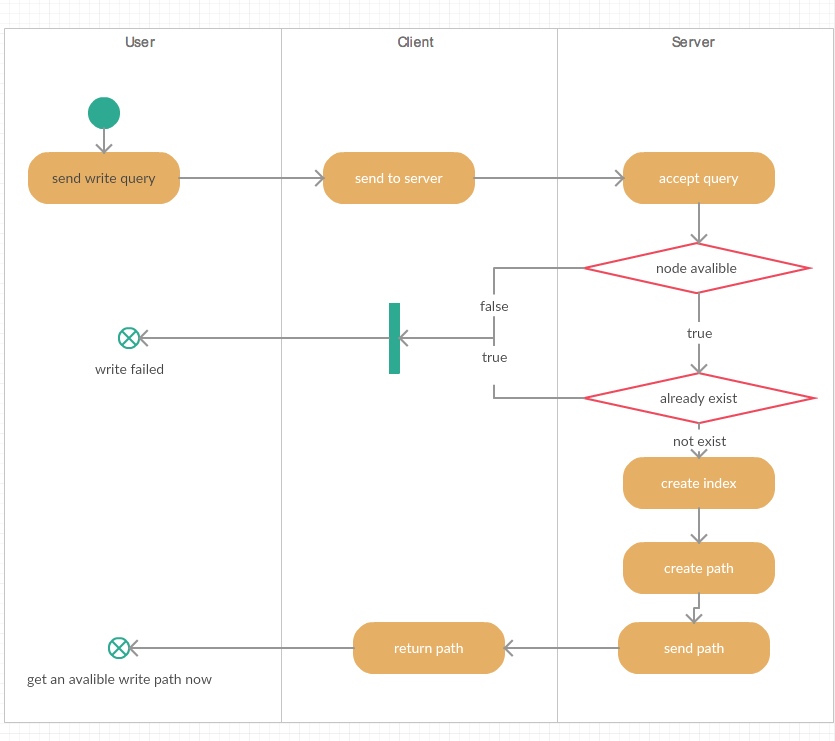 User
Client
Server
send write query
send to server
accept query
node avalible
false
true
true
write failed
already exist
not exist
create index
create path
return path
send path
get an avalible write path now